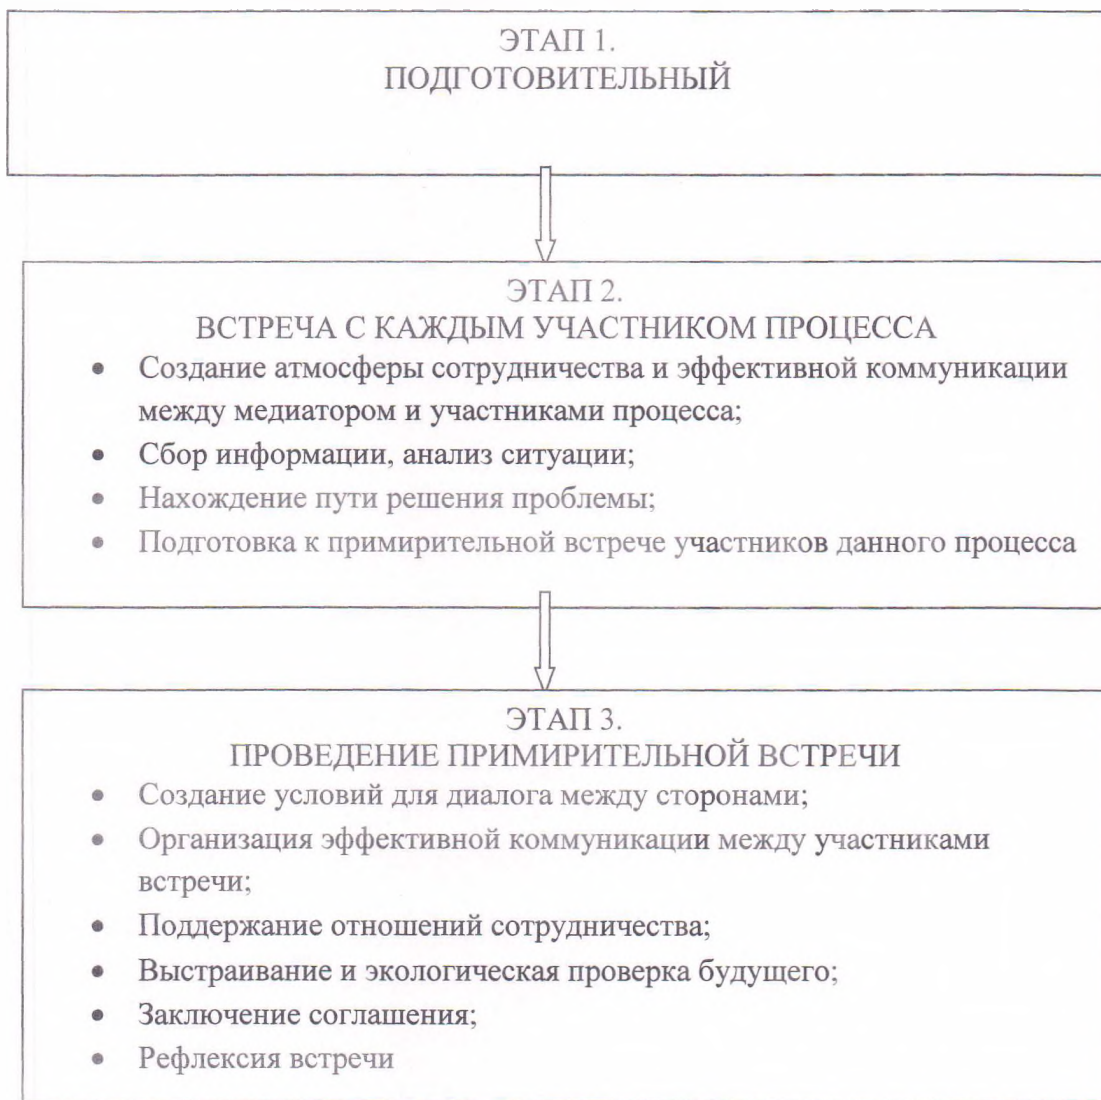 ЭТАП 1.
ПОДГОТОВИТЕЛЬНЫЙ
ЭТАП 2.
ВСТРЕЧА С КАЖДЫМ УЧАСТНИКОМ ПРОЦЕССА
• Создание атмосферы сотрудничества и эффективной коммуникации
между медиатором и участниками процесса;
• Сбор информации, анализ ситуации;
• Нахождение пути решения проблемы;
• Подготовка к примирительной встрече участников данного процесса
ЭТАП 3.
ПРОВЕДЕНИЕ ПРИМИРИТЕЛЬНОЙ ВСТРЕЧИ
• Создание условий для диалога между сторонами;
• Организация эффективной коммуникации между участниками
встречи;
• Поддержание отношений сотрудничества;
• Выстраивание и экологическая проверка будущего;
• Заключение соглашения;
• Рефлексия встречи